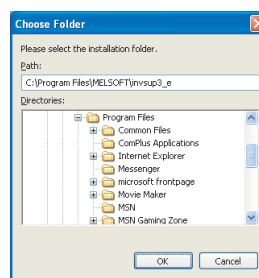 Choose Folder
Please select the installation folder.
Path:
C:\Program Files\MELSOFT\invsup3_e
Directories:
Program Files
Common Files
ComPlus Applications
Internet Explorer
Messenger
microsoft frontpage
Movie Maker
MSN
MSN Gaming Zone
OK
Cancel